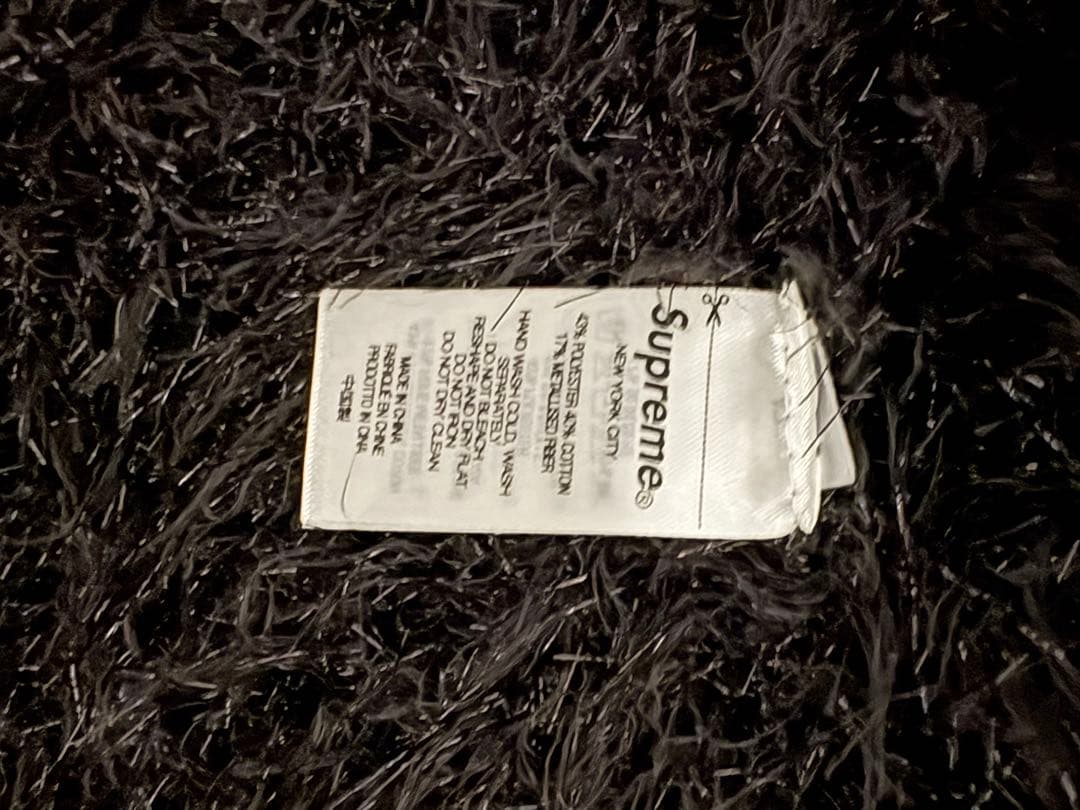 Supreme®
NEW YORK CITY
43% POLYESTER 40% COTTON
17% METALLISED FIBER
HAND WASH COLD, WASH
SEPARATELY
DO NOT BLEACH
RESHAPE AND DRY FLAT
DO NOT IRON
DO NOT DRY CLEAN
MADE IN CHINA
FABRIQUÉ EN CHINE
PRODOTTO IN CINA
中国製